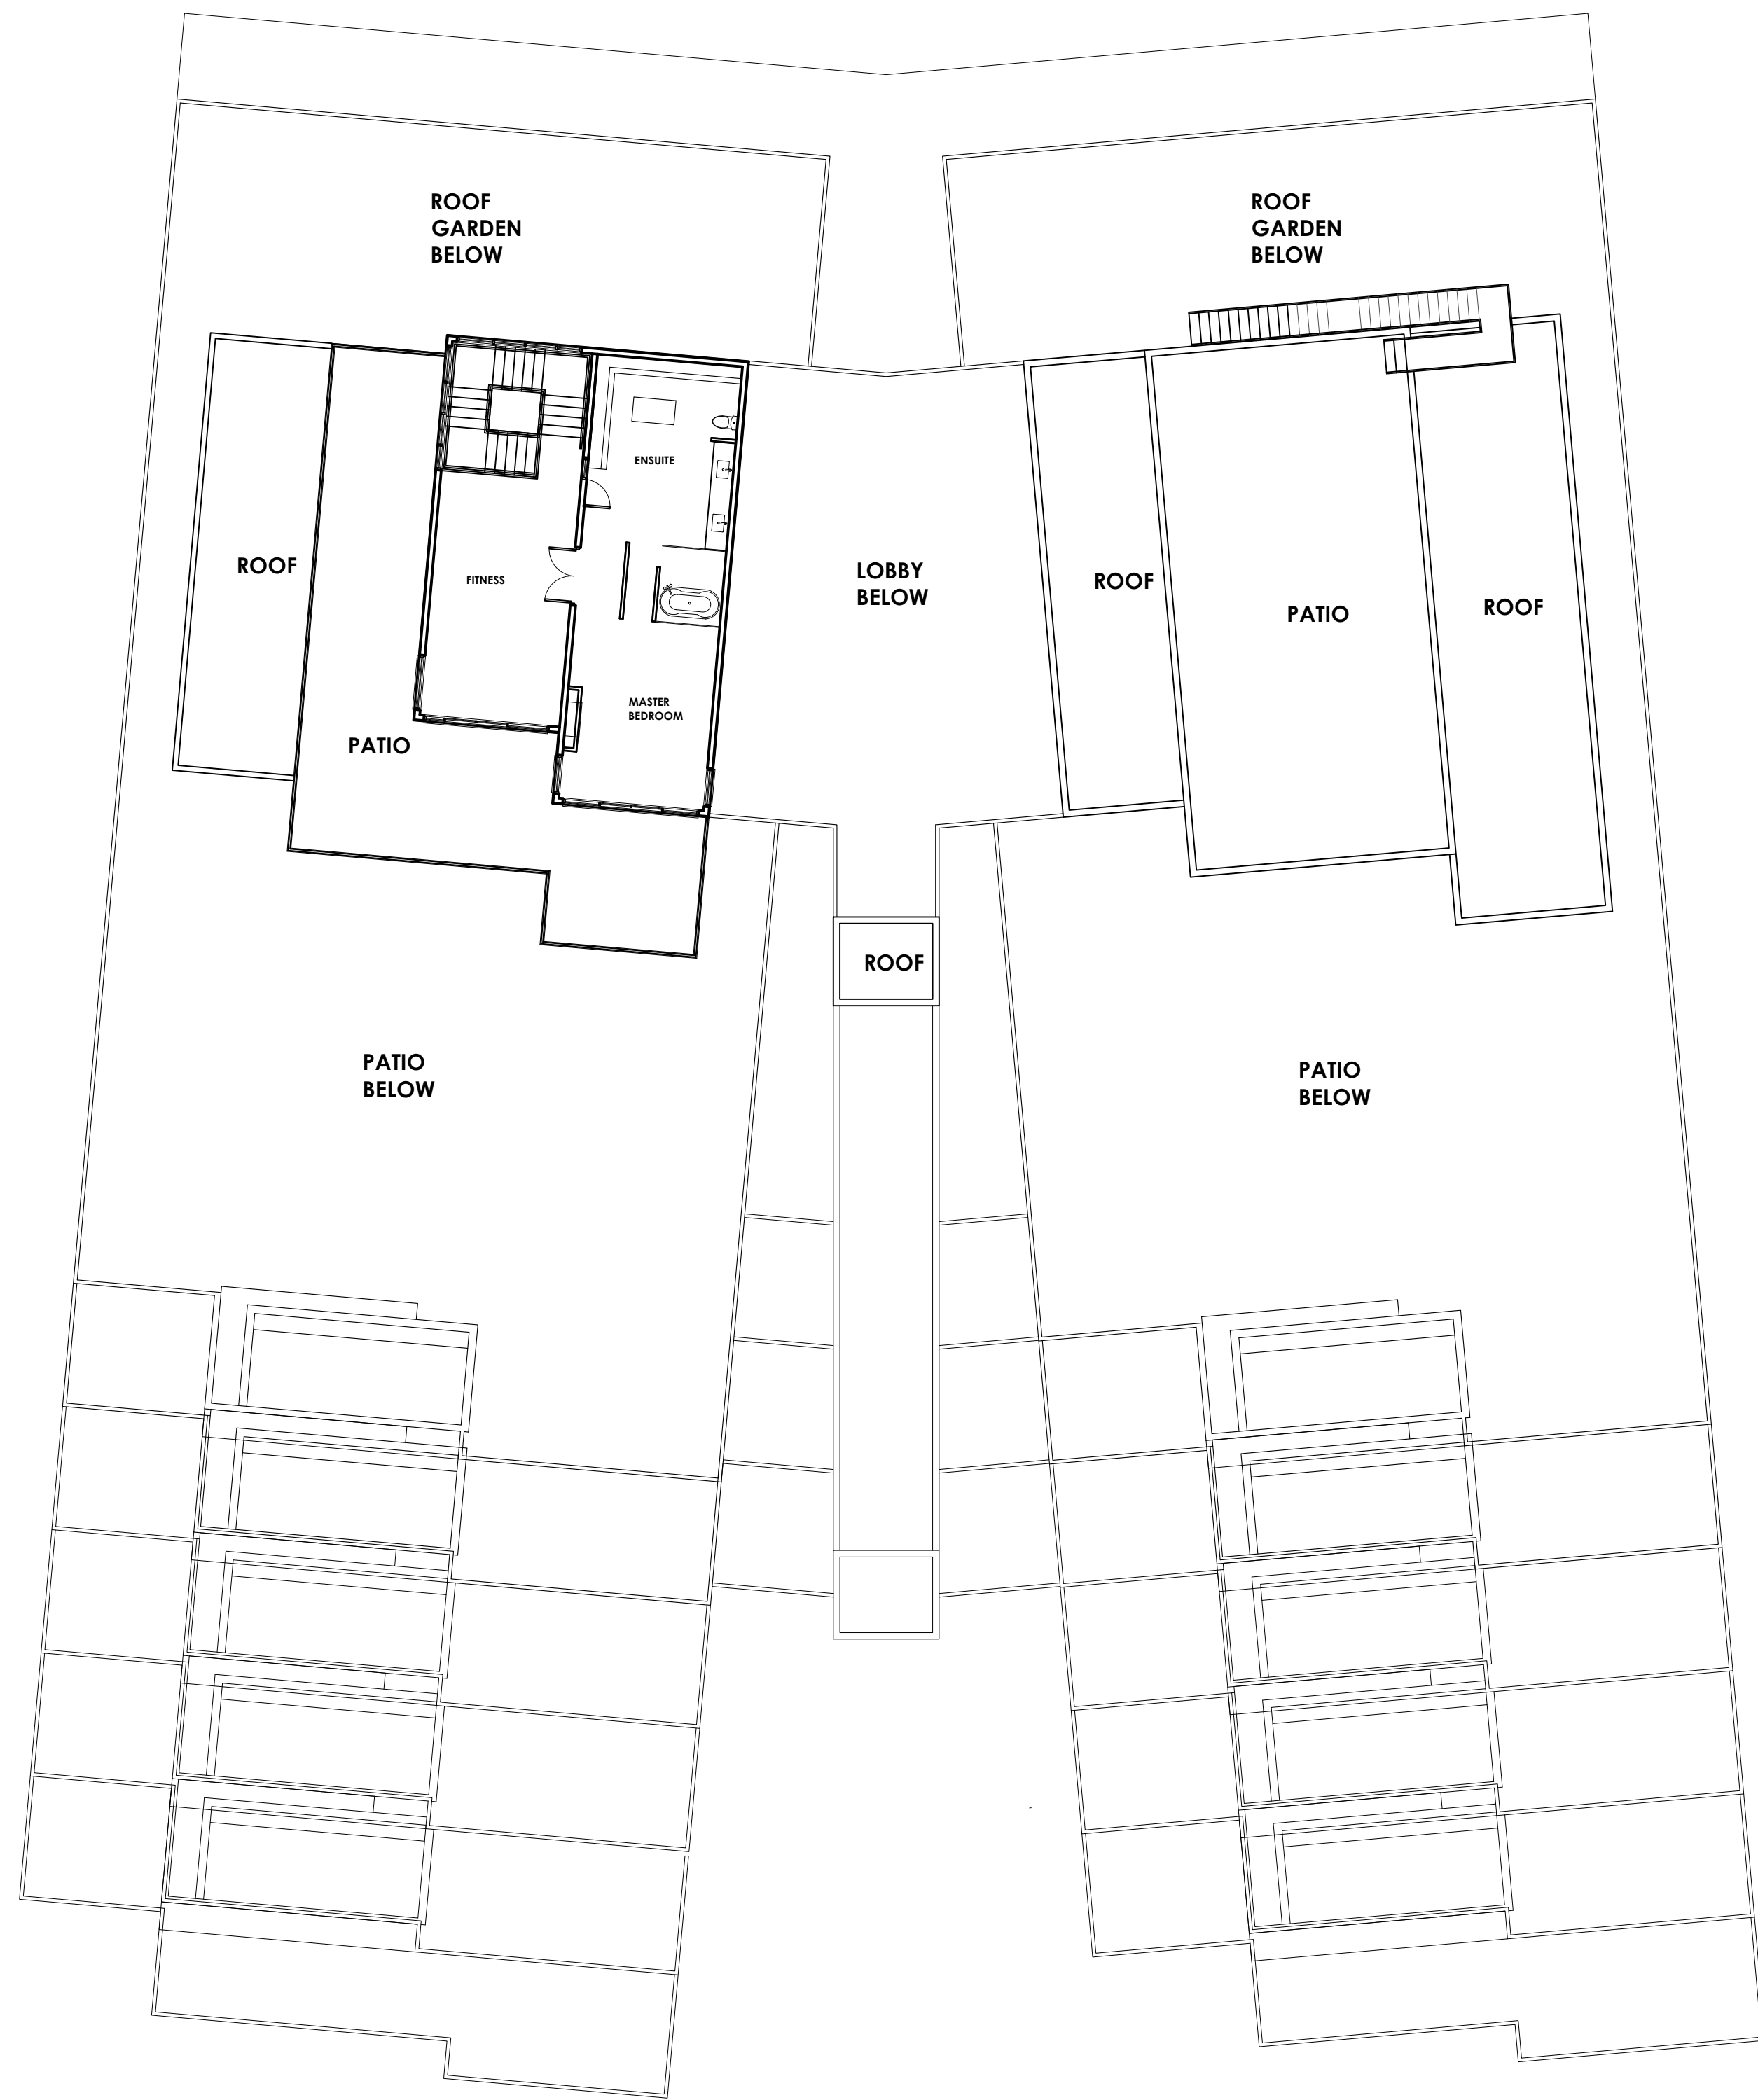 ROOF
GARDEN
BELOW
ROOF
GARDEN
BELOW
ENSUITE
ROOF
FITNESS
LOBBY
BELOW
ROOF
PATIO
ROOF
MASTER
BEDROOM
PATIO
ROOF
PATIO
BELOW
PATIO
BELOW